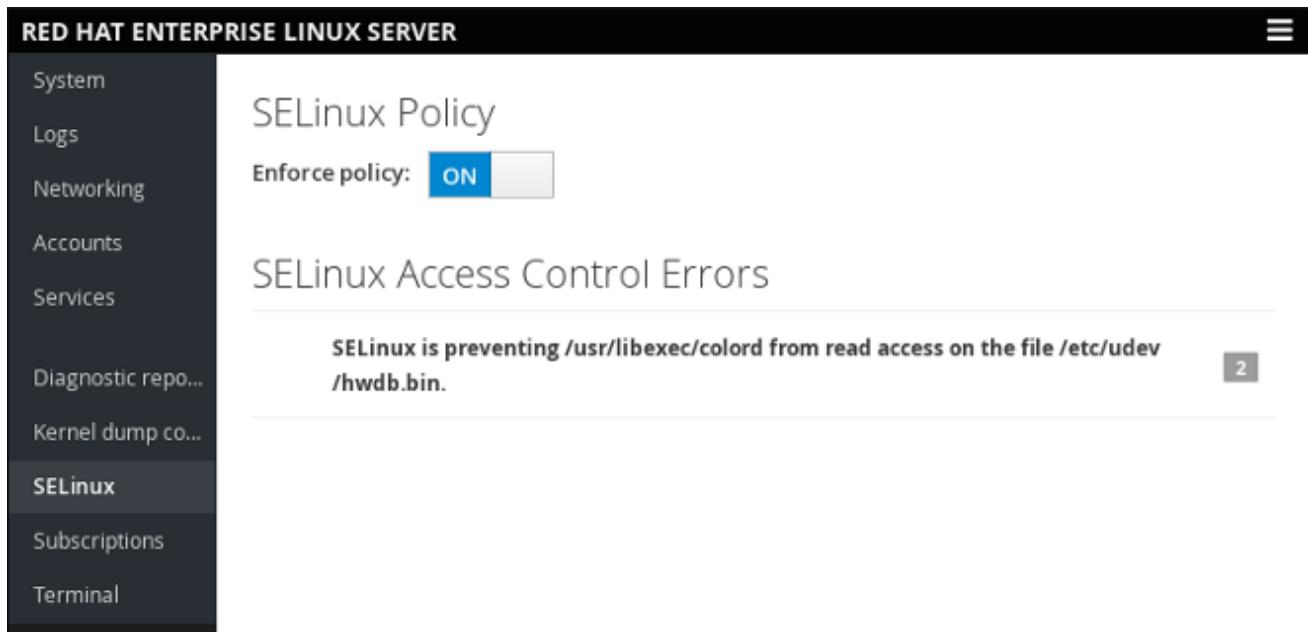 RED HAT ENTERPRISE LINUX SERVER
System
Logs
Networking
Accounts
Services
Diagnostic repo...
Kernel dump co...
SELinux
Subscriptions
Terminal
SELinux Policy
Enforce policy: ON
SELinux Access Control Errors
SELinux is preventing /usr/libexec/colord from read access on the file /etc/udev
/hwdb.bin.
2